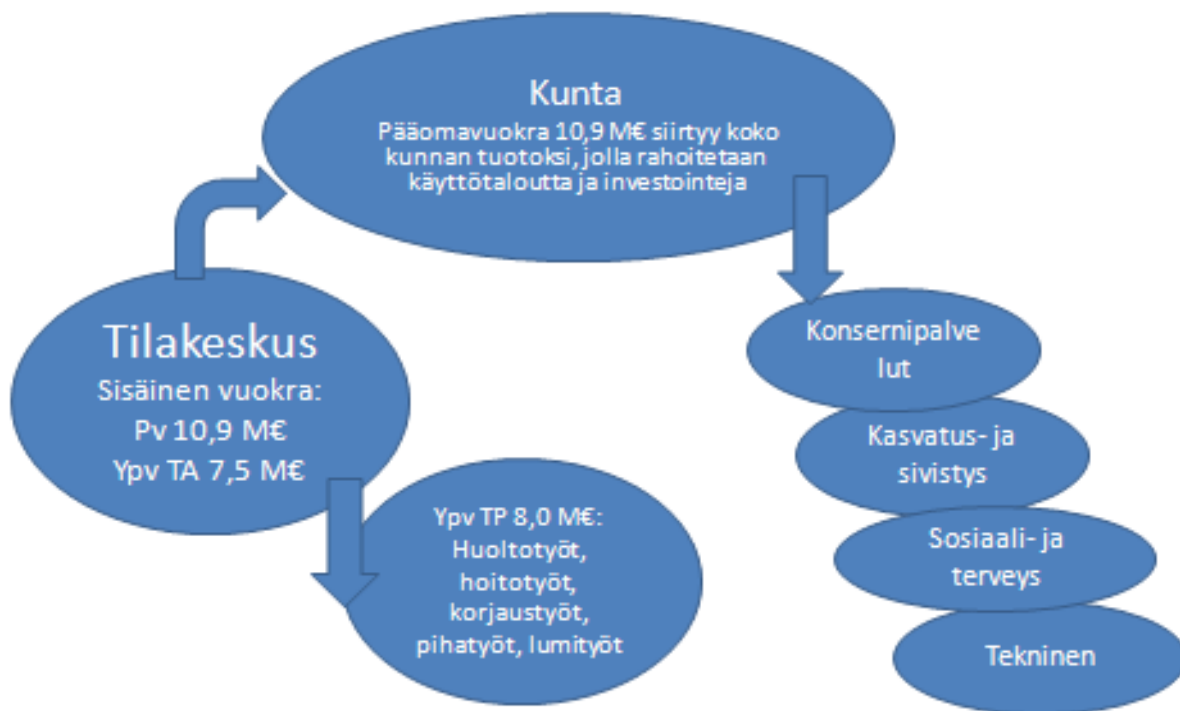 Kunta
Pääomavuokra 10,9 M€ siirtyy koko
kunnan tuotoksi, jolla rahoitetaan
käyttötaloutta ja investointeja
Tilakeskus
Sisäinen vuokra:
Pv 10,9 M€
Ypv TA 7,5 M€
Ypv TP 8,0 M€:
Huoltotyöt,
hoitotyöt,
korjaustyöt,
pihatyöt, lumityöt
Konsernipalve
lut
Kasvatus- ja
sivistys
Sosiaali- ja
terveys
Tekninen